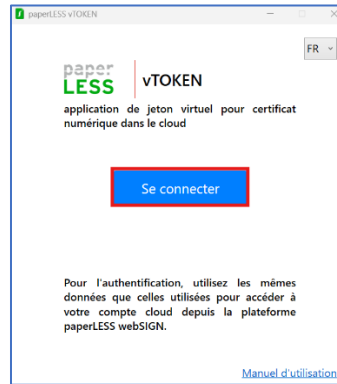 paperLESS vTOKEN
FR
paper
LESS
vTOKEN
application de jeton virtuel pour certificat
numérique dans le cloud
Se connecter
Pour l'authentification, utilisez les mêmes
données que celles utilisées pour accéder à
votre compte cloud depuis la plateforme
paperLESS webSIGN.
Manuel d'utilisation